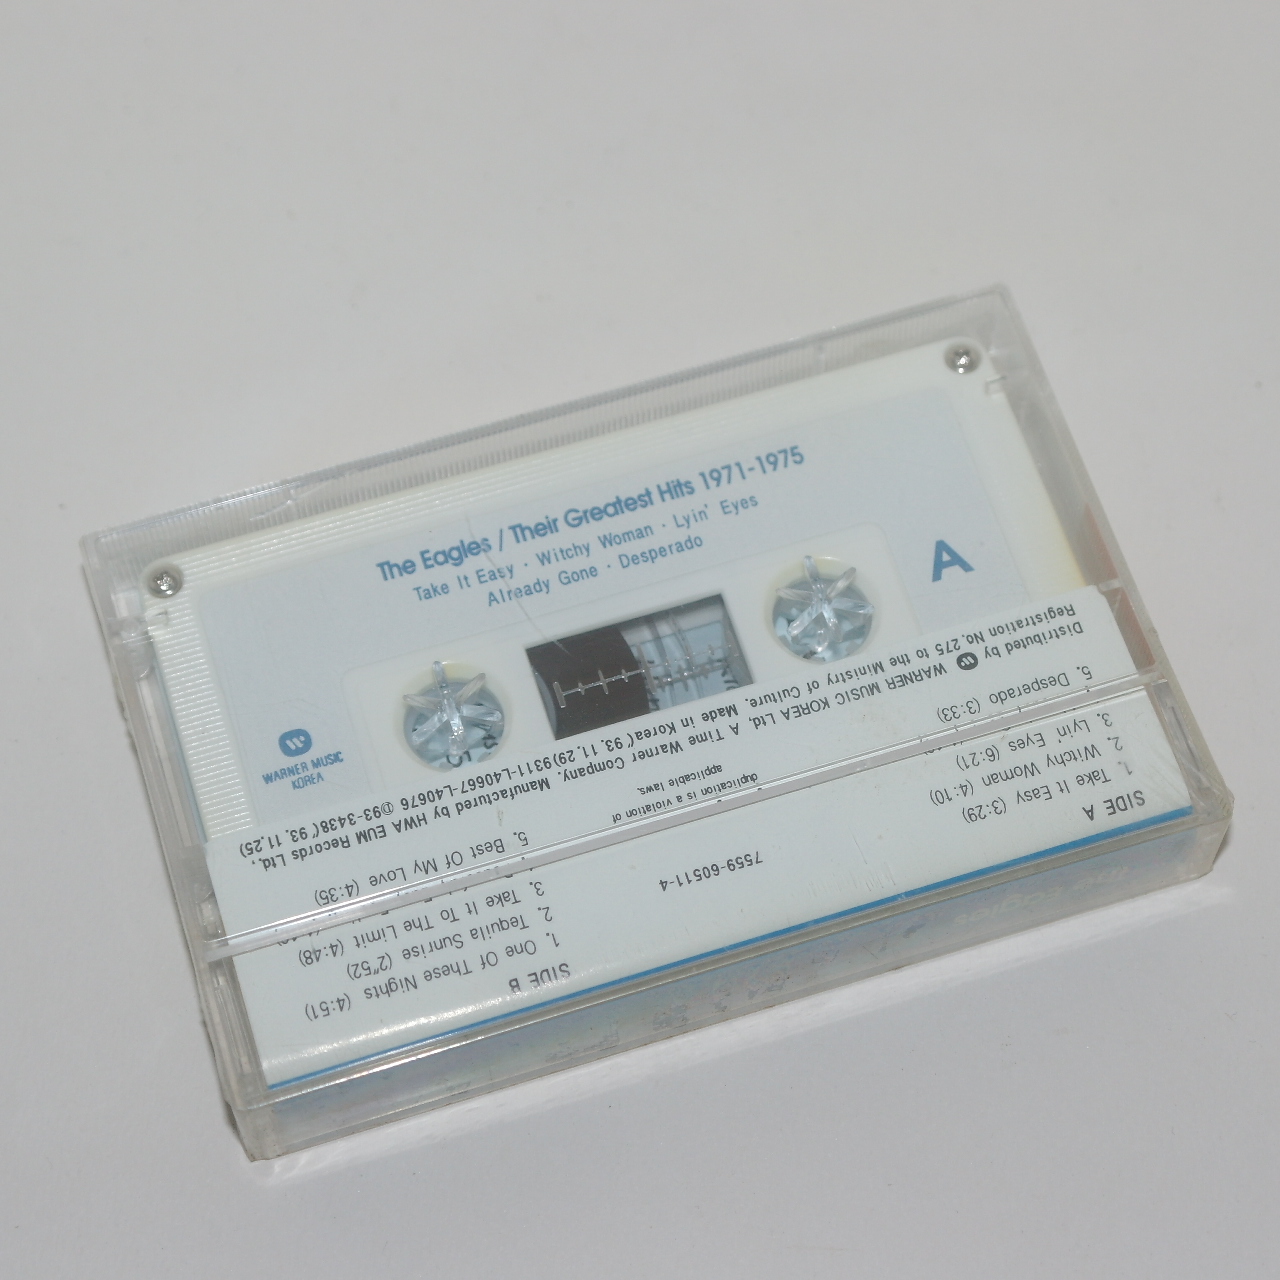 The Eagles / Their Greatest Hits 1971-1975
Take It Easy · Witchy Woman · Lyin' Eyes
Already Gone · Desperado
A
WARNER MUSIC
KOREA
SIDE A
1. Take It Easy (3:29)
2. Witchy Woman (4:10)
3. Lyin' Eyes (6:21)
5. Desperado (3:33)
7559-60511-4
SIDE B
1. One Of These Nights (4:51)
2. Tequila Sunrise (2"52)
3. Take It To The Limit (4:48)
5. Best Of My Love (4:35)
duplication is a violation of
applicable laws.
Distributed by WARNER MUSIC KOREA Ltd, A Time Warner Company. Manufactured by HWA EUM Records Ltd.,
Registration No.275 to the Ministry of Culture. Made in Korea('93.11.29)9311-L40667-L40676 Ⓓ93-3438('93.11.25)